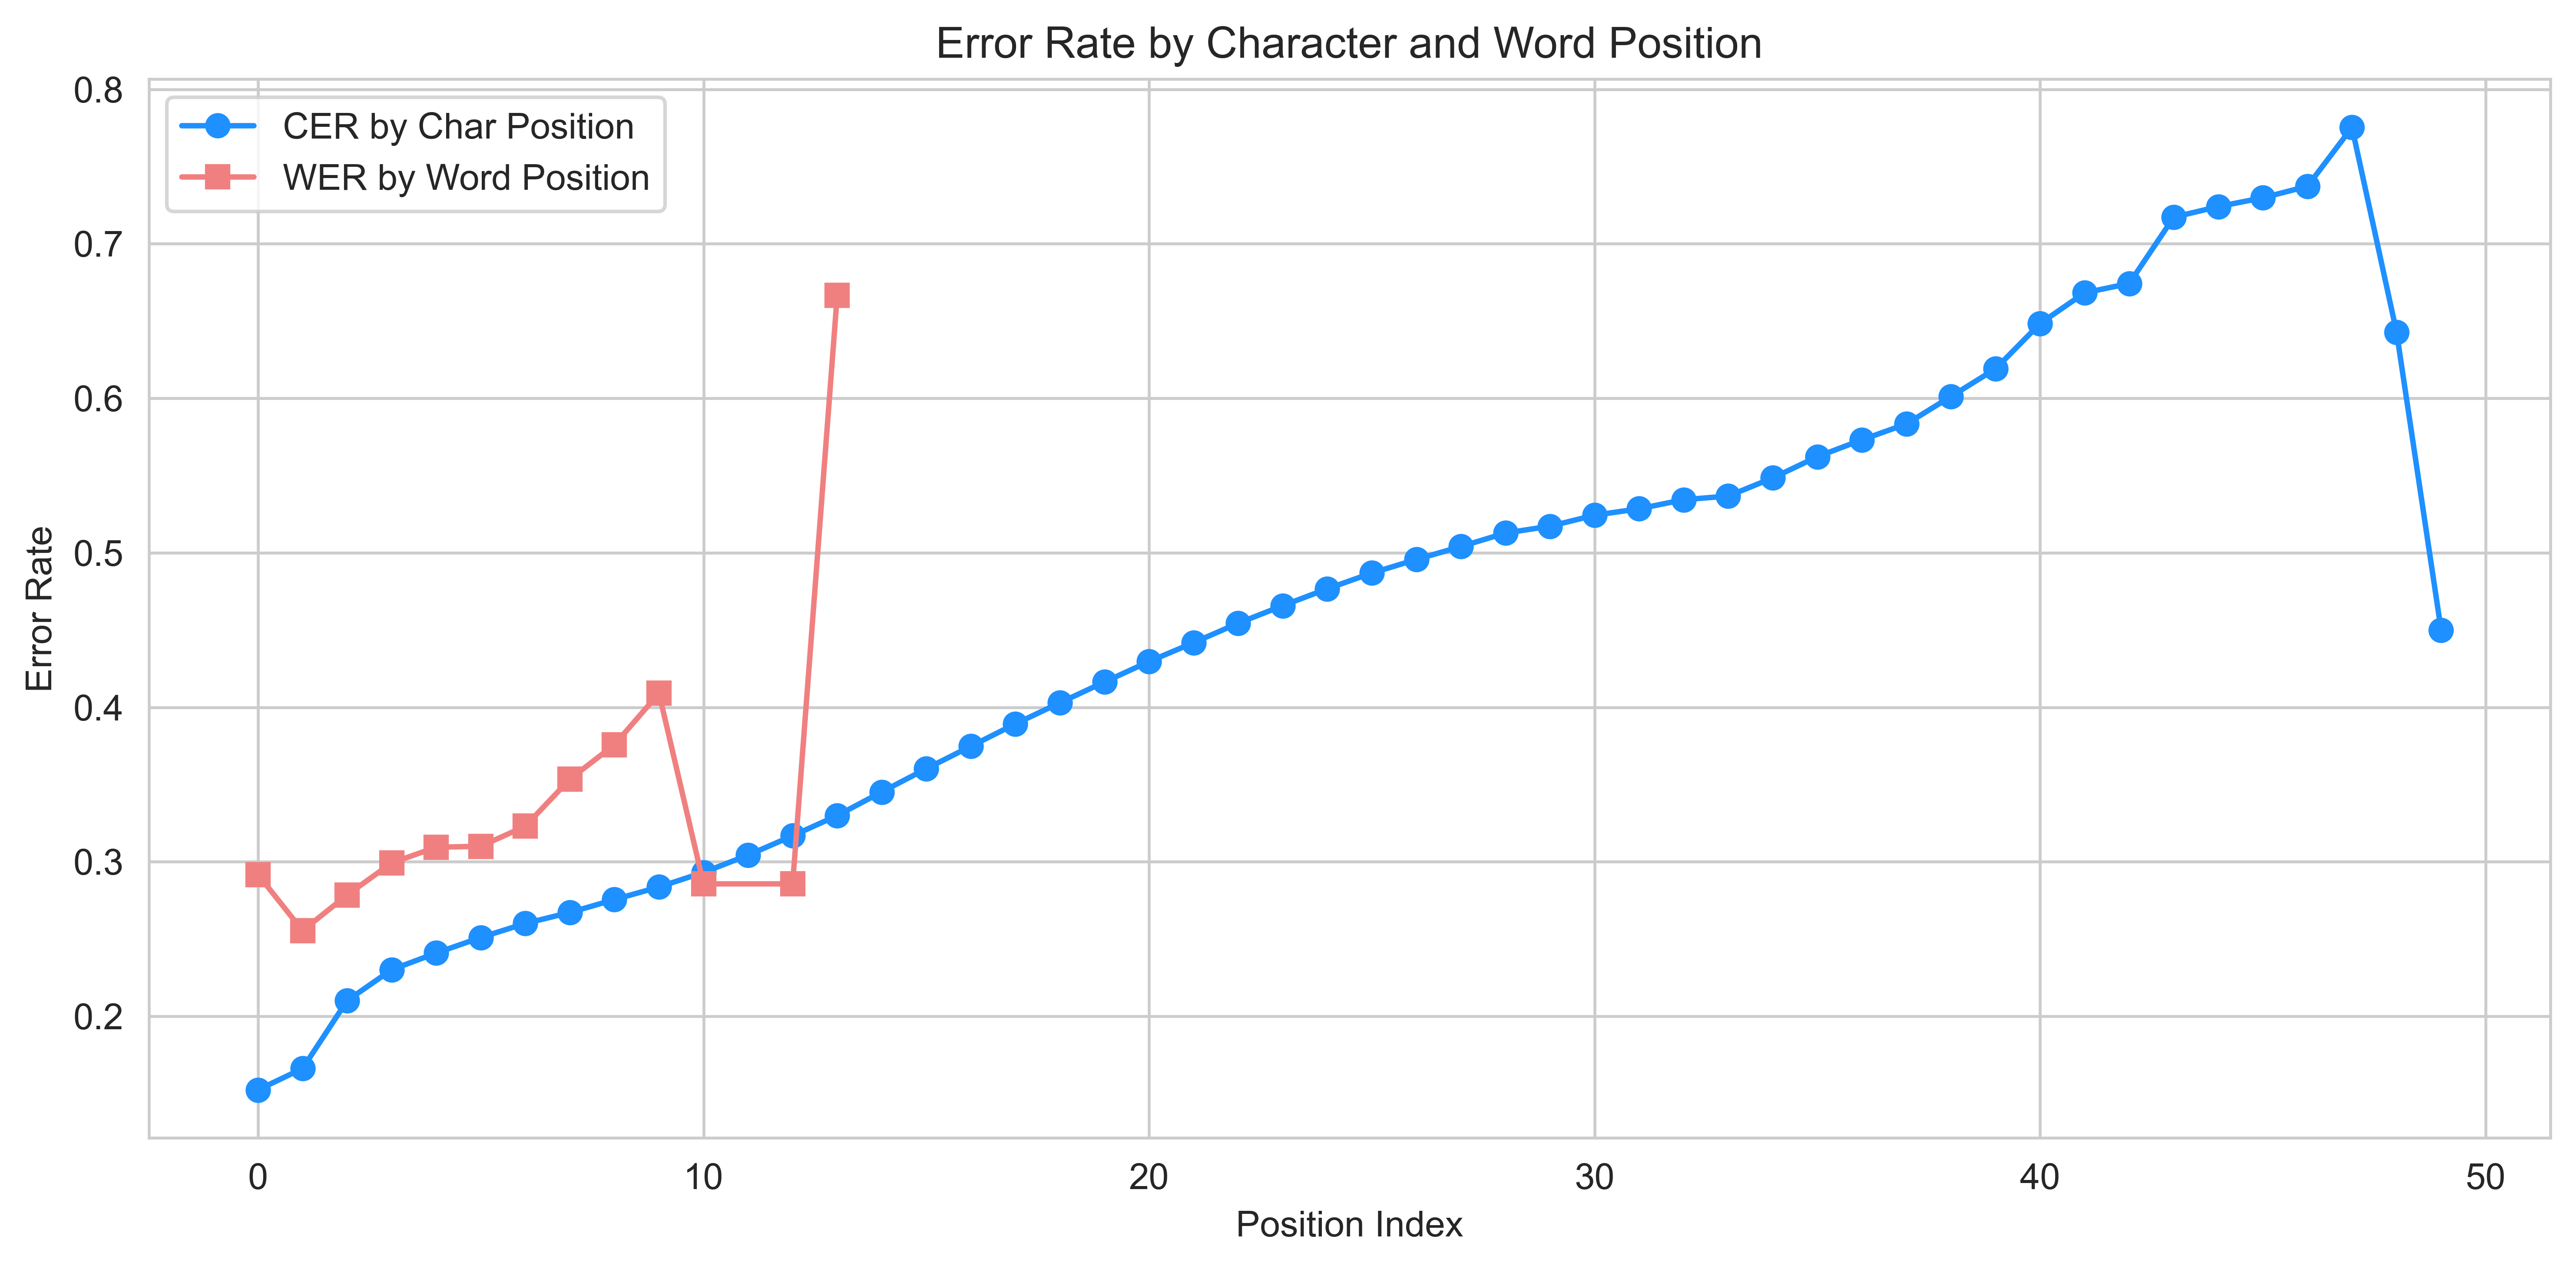 Error Rate by Character and Word Position
CER by Char Position
WER by Word Position
Error Rate
0.8
0.7
0.6
0.5
0.4
0.3
0.2
0 10 20 30 40 50
Position Index